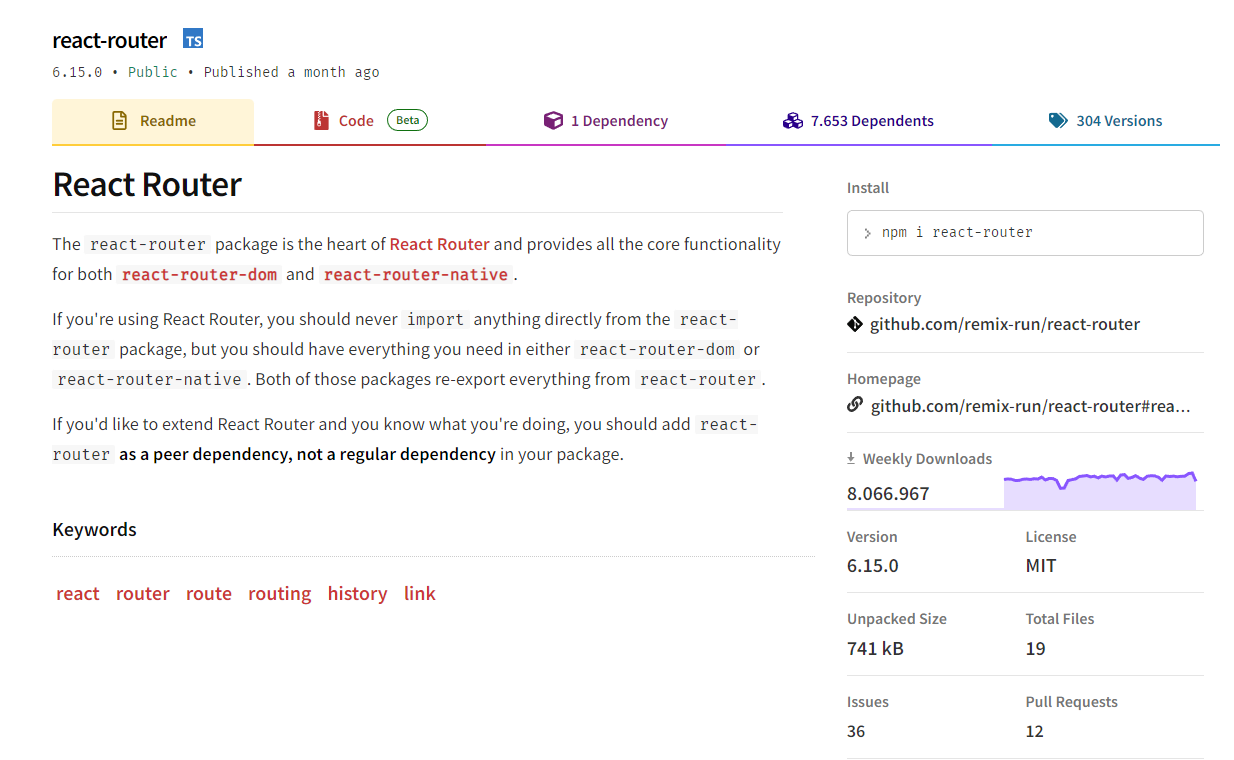 react-router TS
6.15.0 • Public • Published a month ago
Readme
Code Beta
1 Dependency
7.653 Dependents
304 Versions
React Router
The react-router package is the heart of React Router and provides all the core functionality
for both react-router-dom and react-router-native.
If you're using React Router, you should never import anything directly from the react-
router package, but you should have everything you need in either react-router-dom or
react-router-native. Both of those packages re-export everything from react-router.
If you'd like to extend React Router and you know what you're doing, you should add react-
router as a peer dependency, not a regular dependency in your package.
Keywords
react router route routing history link
Install
> npm i react-router
Repository
github.com/remix-run/react-router
Homepage
github.com/remix-run/react-router#rea...
Weekly Downloads
8.066.967
Version License
6.15.0 MIT
Unpacked Size Total Files
741 kB 19
Issues Pull Requests
36 12